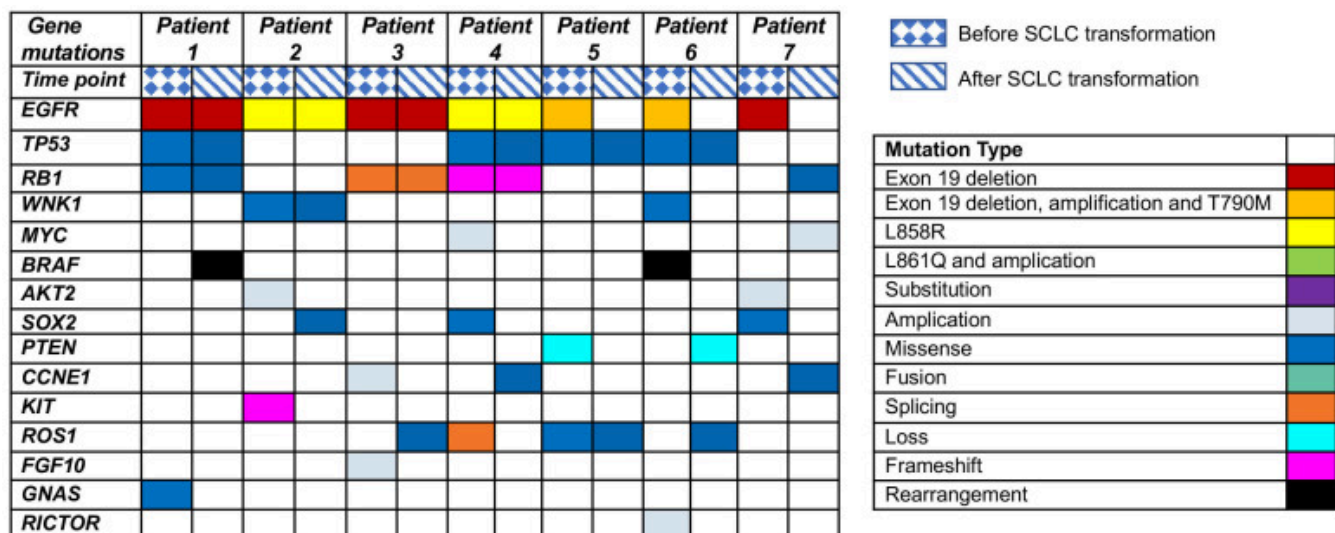 Gene mutations Patient 1 Patient 2 Patient 3 Patient 4 Patient 5 Patient 6 Patient 7
Time point
EGFR
TP53
RB1
WNK1
MYC
BRAF
AKT2
SOX2
PTEN
CCNE1
KIT
ROS1
FGF10
GNAS
RICTOR
Before SCLC transformation
After SCLC transformation
Mutation Type
Exon 19 deletion
Exon 19 deletion, amplification and T790M
L858R
L861Q and amplication
Substitution
Amplication
Missense
Fusion
Splicing
Loss
Frameshift
Rearrangement